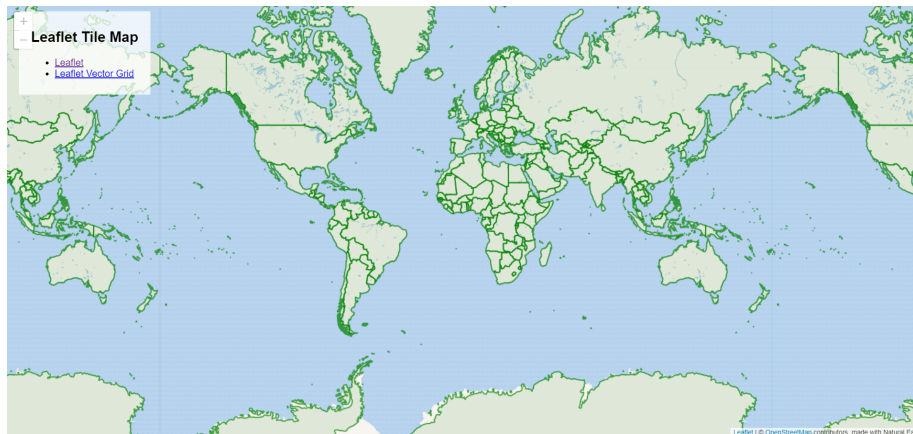 +
Leaflet Tile Map
−
Leaflet
Leaflet Vector Grid
Leaflet | © OpenStreetMap contributors, made with Natural Ea